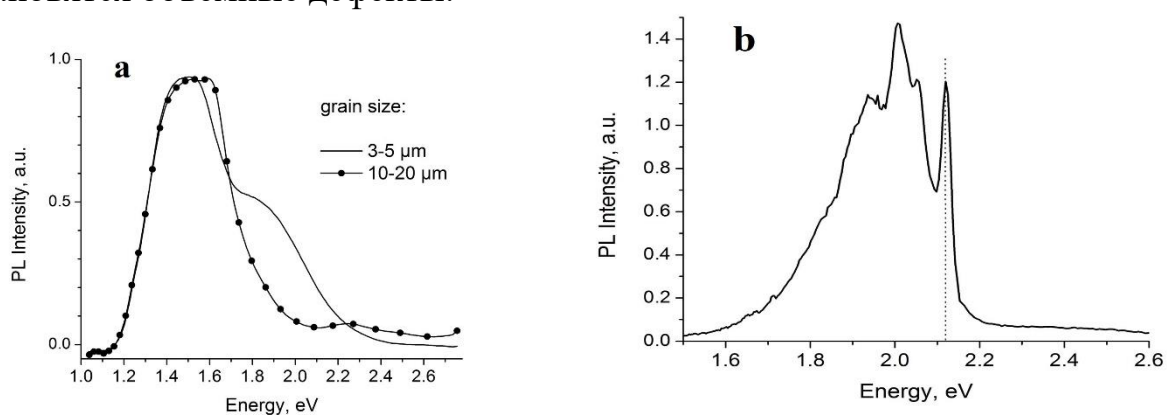 объемные дефекты.
a
grain size:
3-5 µm
10-20 µm
PL Intensity, a.u.
1.0
0.5
0.0
1.0 1.2 1.4 1.6 1.8 2.0 2.2 2.4 2.6
Energy, eV
b
PL Intensity, a.u.
1.4
1.2
1.0
0.8
0.6
0.4
0.2
0.0
1.6 1.8 2.0 2.2 2.4 2.6
Energy, eV